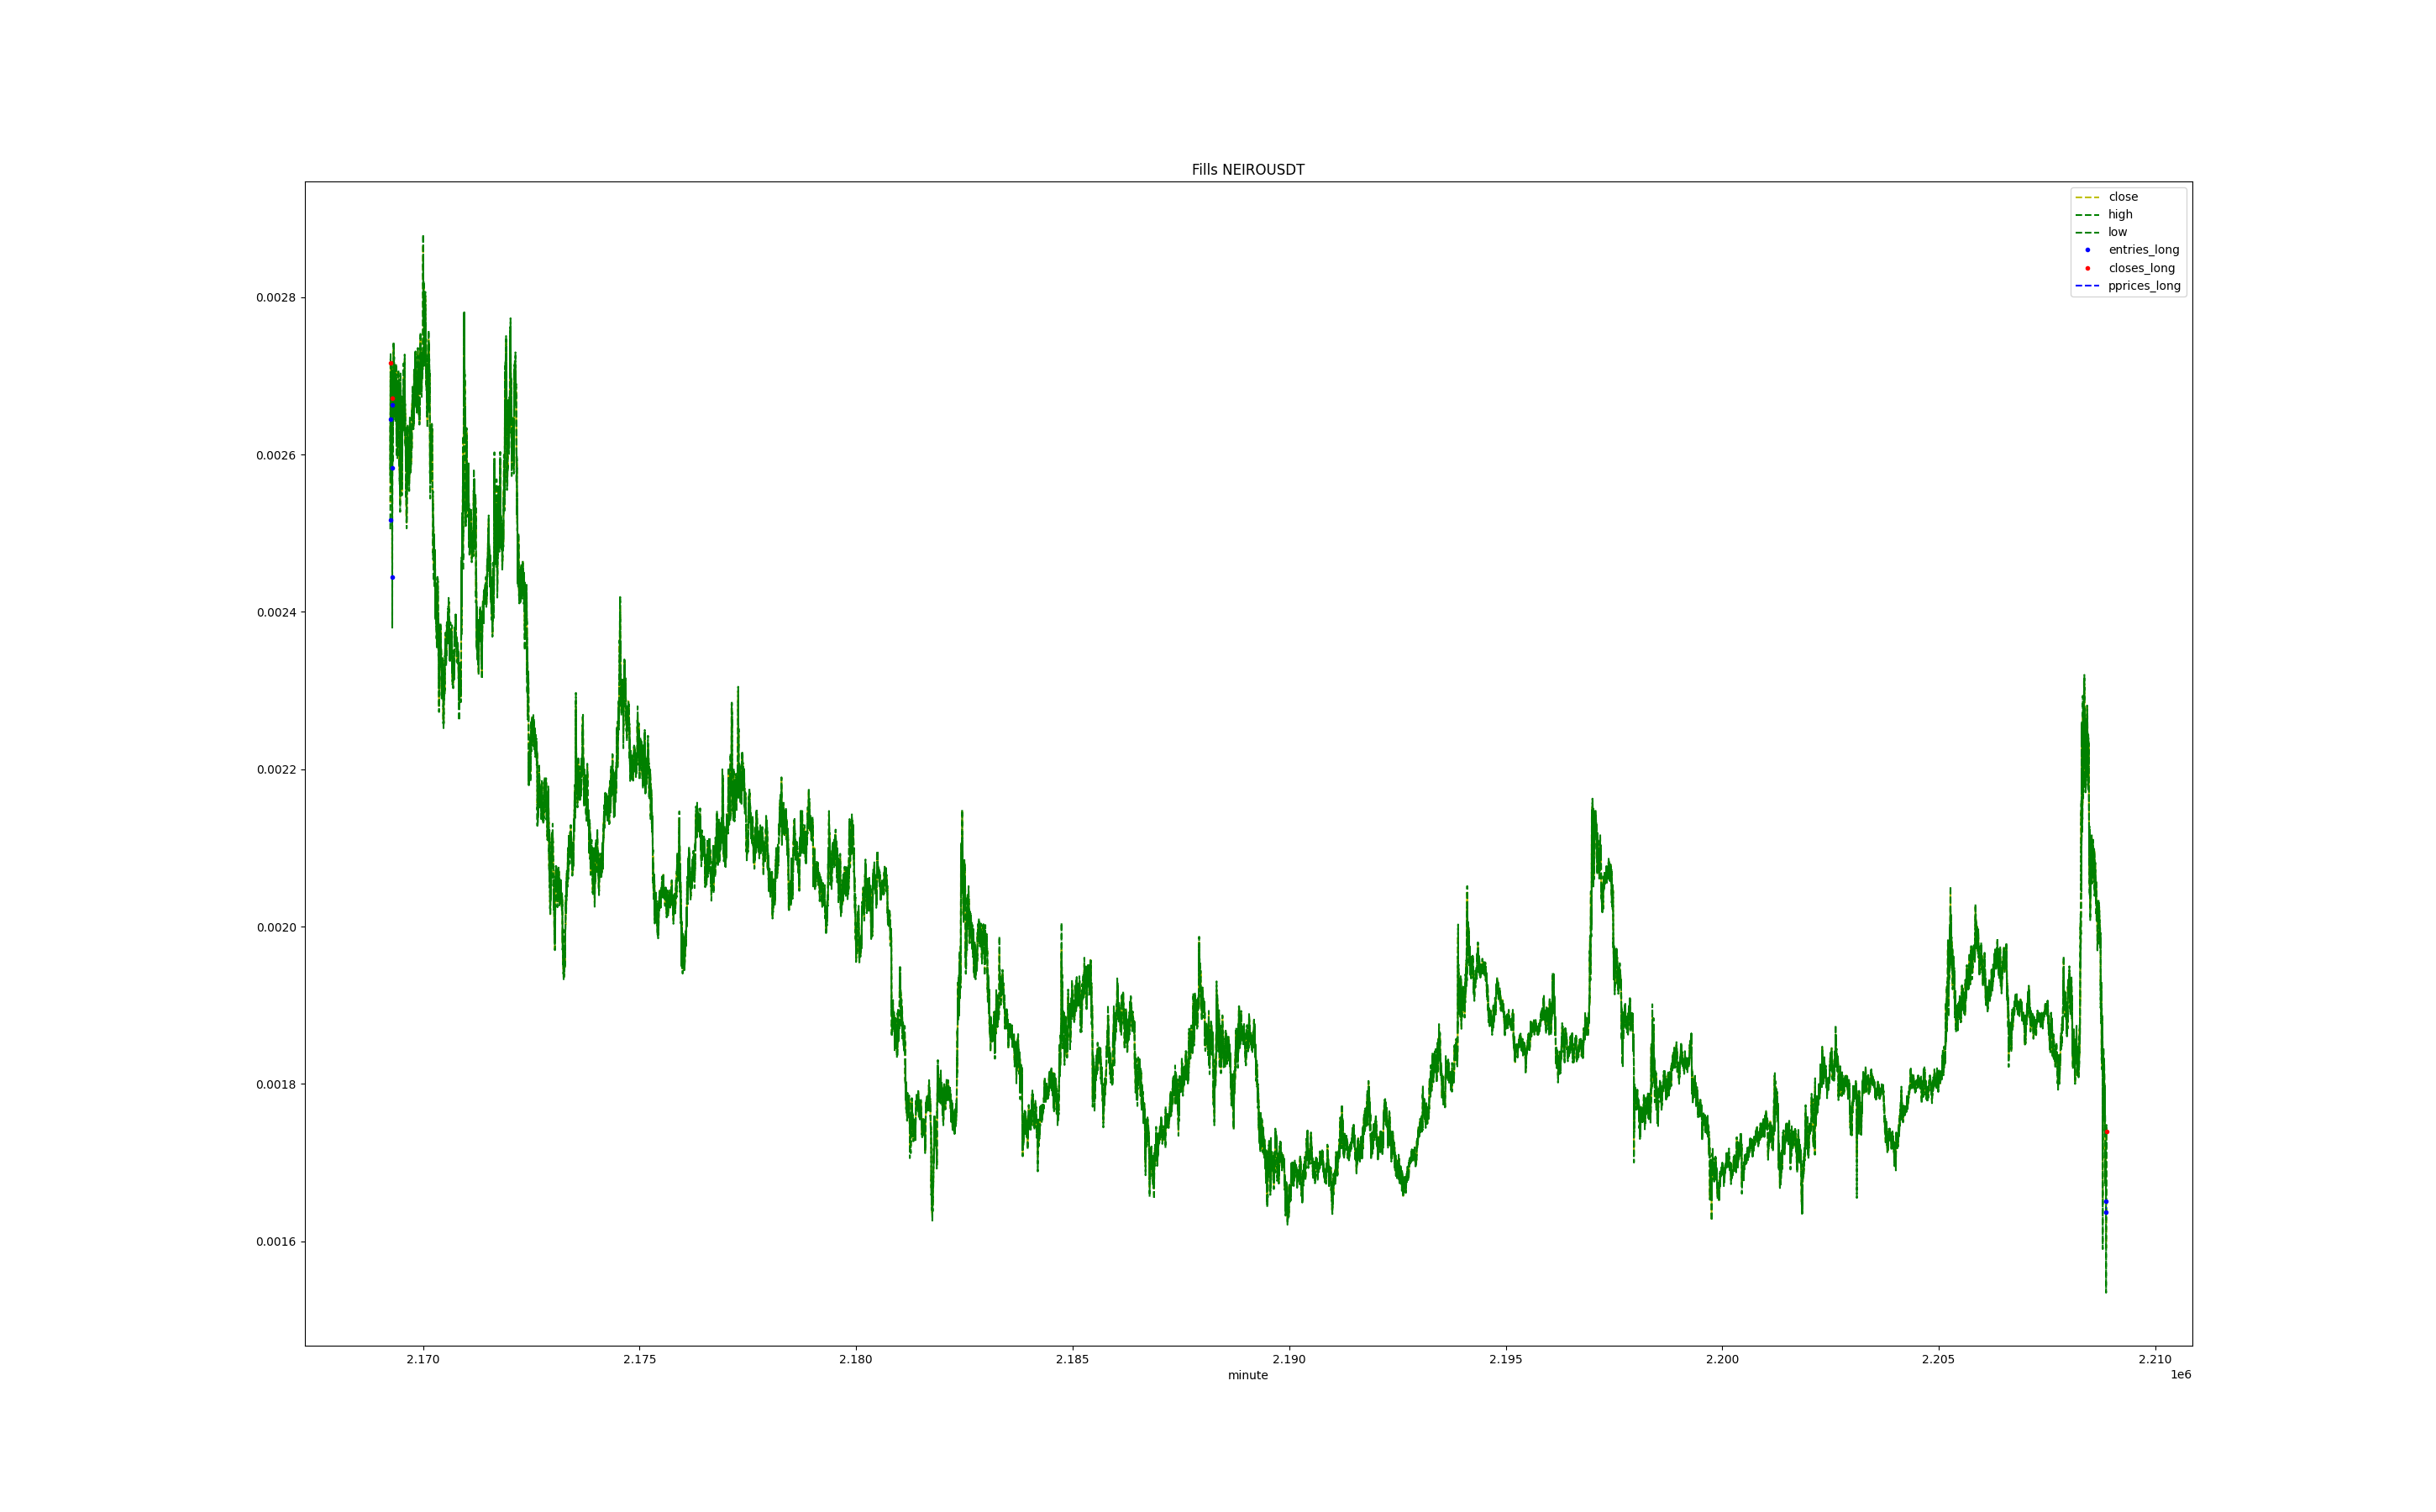 Fills NEIROUSDT
close
high
low
entries_long
closes_long
pprices_long
0.0028
0.0026
0.0024
0.0022
0.0020
0.0018
0.0016
2.170 2.175 2.180 2.185 2.190 2.195 2.200 2.205 2.210
minute
1e6